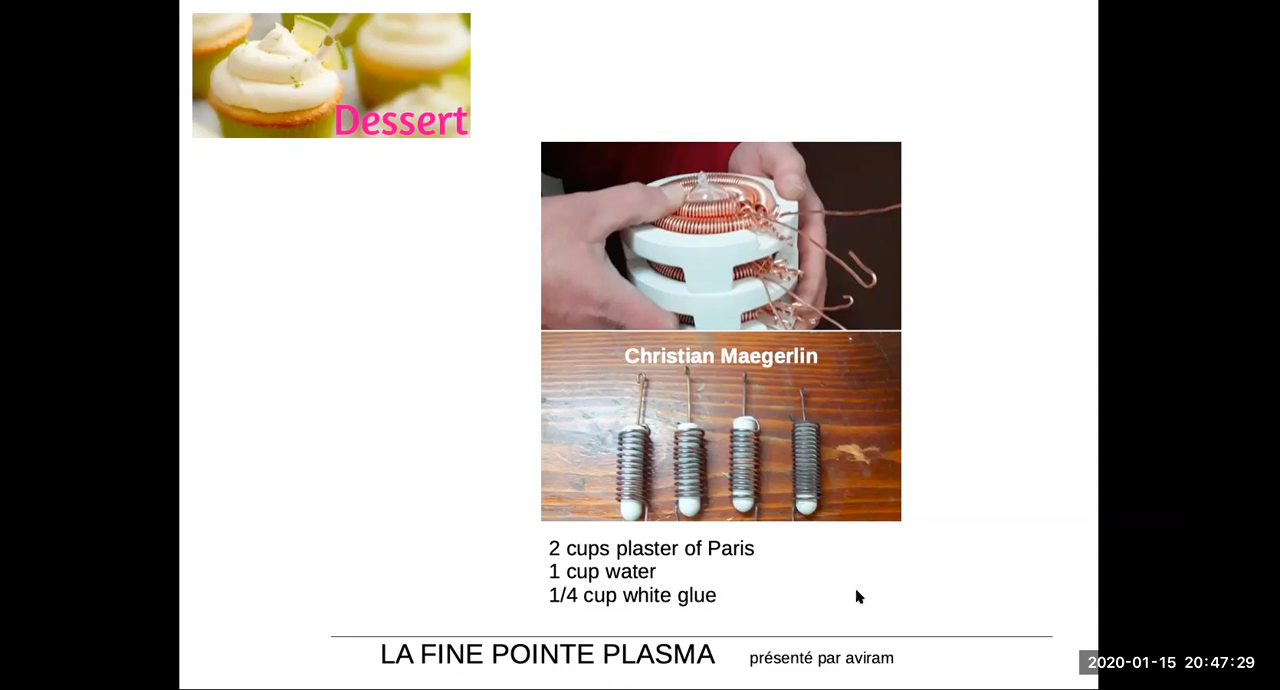 Dessert
Christian Maegerlin
2 cups plaster of Paris
1 cup water
1/4 cup white glue
LA FINE POINTE PLASMA présenté par aviram
2020-01-15 20:47:29